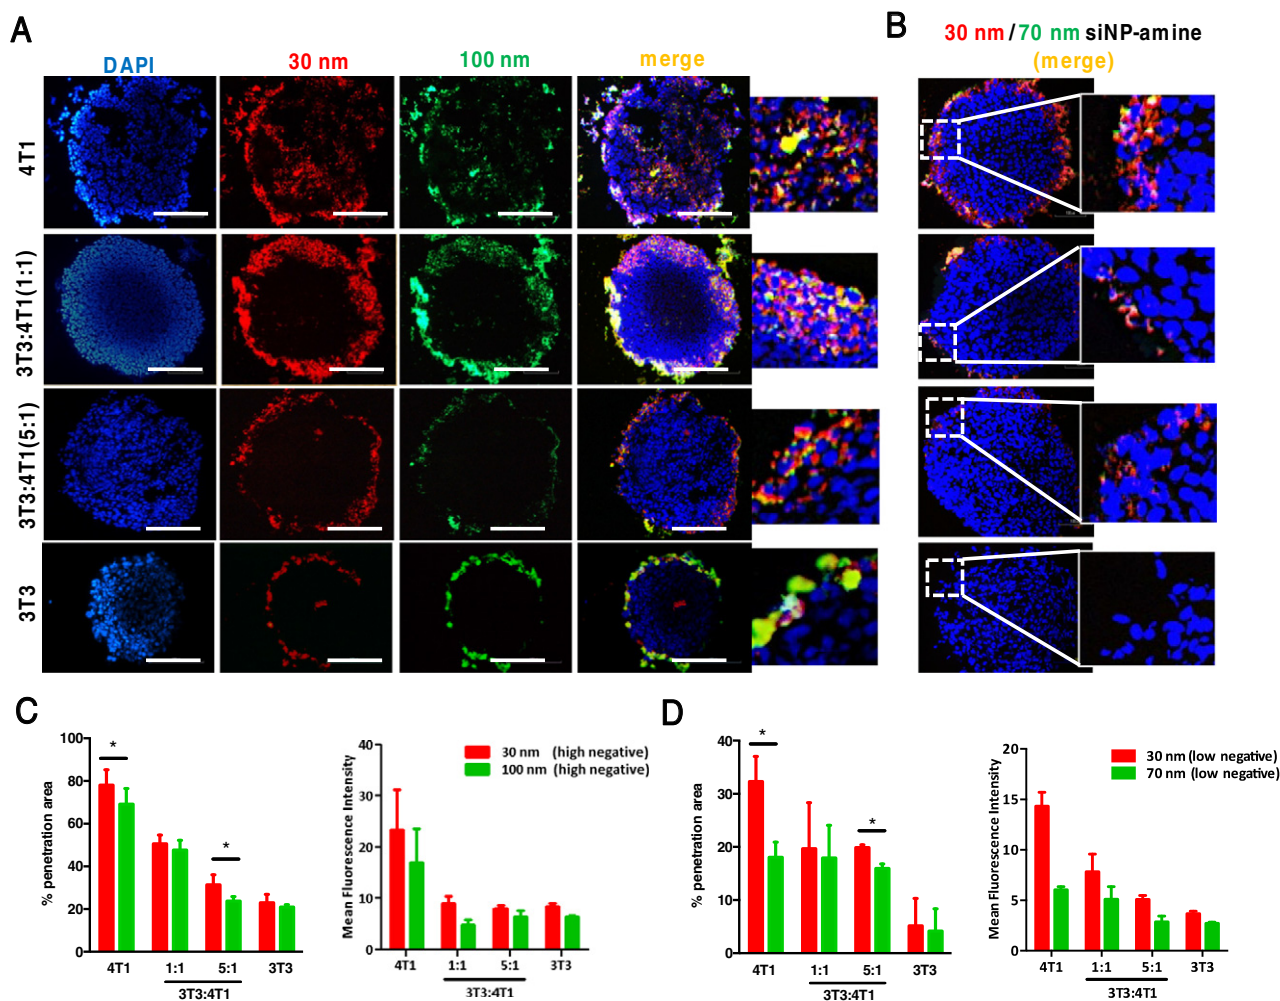 A
B
30 nm / 70 nm siNP-amine
(merge)
DAPI
30 nm
100 nm
merge
4T1
3T3:4T1(1:1)
3T3:4T1(5:1)
3T3
C
% penetration area
100
80
60
40
20
0
*
*
4T1
1:1
5:1
3T3
3T3:4T1
Mean Fluorescence Intensity
40
30
20
10
0
30 nm (high negative)
100 nm (high negative)
4T1
1:1
5:1
3T3
3T3:4T1
D
% penetration area
40
30
20
10
0
*
*
4T1
1:1
5:1
3T3
3T3:4T1
Mean Fluorescence Intensity
20
15
10
5
0
30 nm (low negative)
70 nm (low negative)
4T1
1:1
5:1
3T3
3T3:4T1